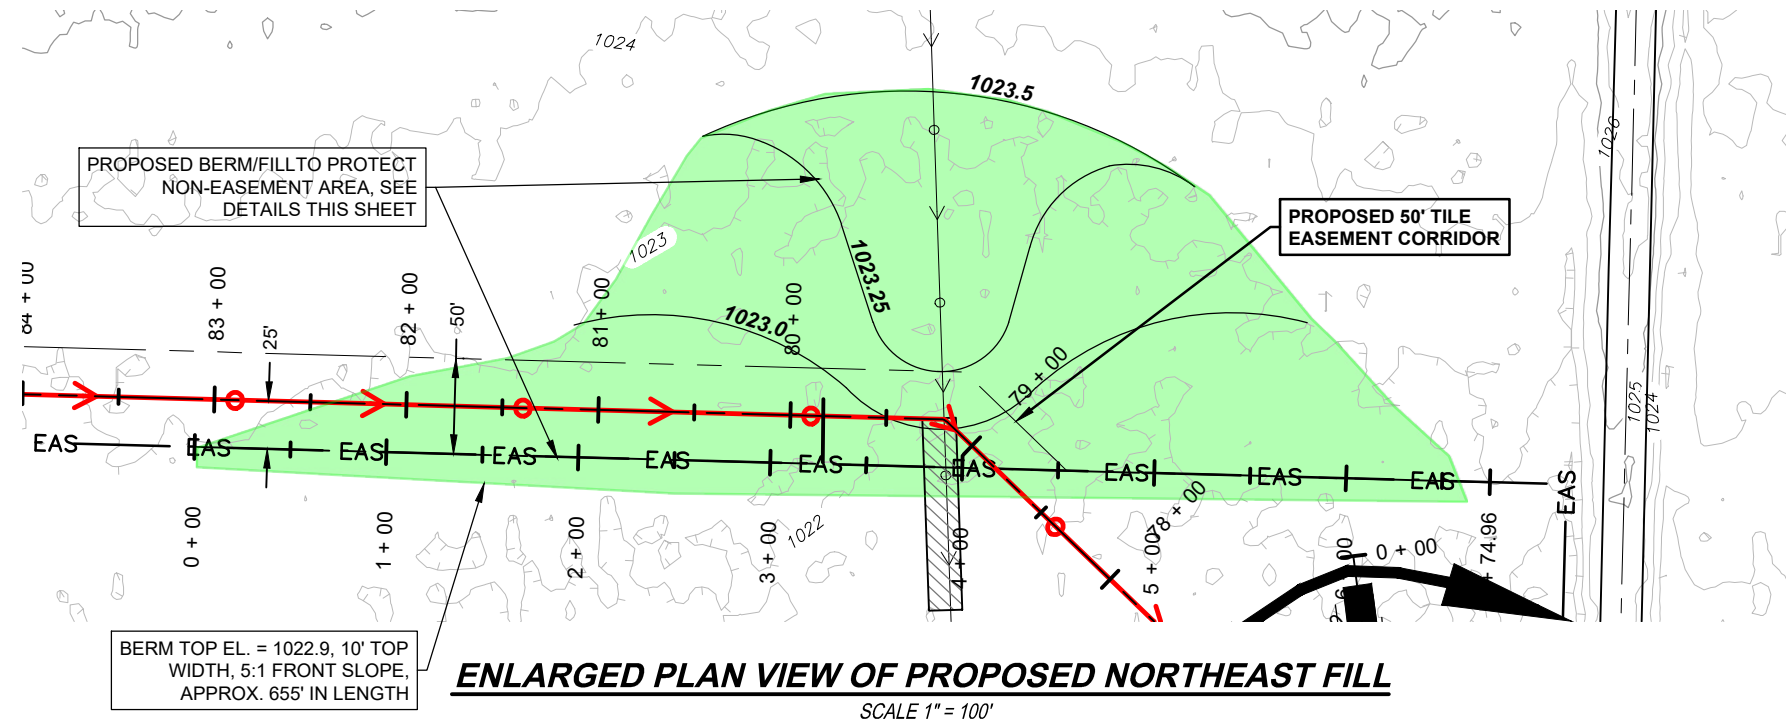 1024
1023.5
1026
PROPOSED BERM/FILLTO PROTECT
NON-EASEMENT AREA, SEE
DETAILS THIS SHEET
PROPOSED 50' TILE
EASEMENT CORRIDOR
1023
1023.25
1023.0
84 + 00
83 + 00
25'
82 + 00
50'
81 + 00
80 + 00
79 + 00
1025
1024
EAS
EAS
EAS
EAS
EAS
EAS
EAS
EAS
EAS
EAS
EAS
0 + 00
1 + 00
2 + 00
3 + 00
1022
4 + 00
78 + 00
5 + 00
0 + 00
+ 74.96
BERM TOP EL. = 1022.9, 10' TOP
WIDTH, 5:1 FRONT SLOPE,
APPROX. 655' IN LENGTH
ENLARGED PLAN VIEW OF PROPOSED NORTHEAST FILL
SCALE 1" = 100'